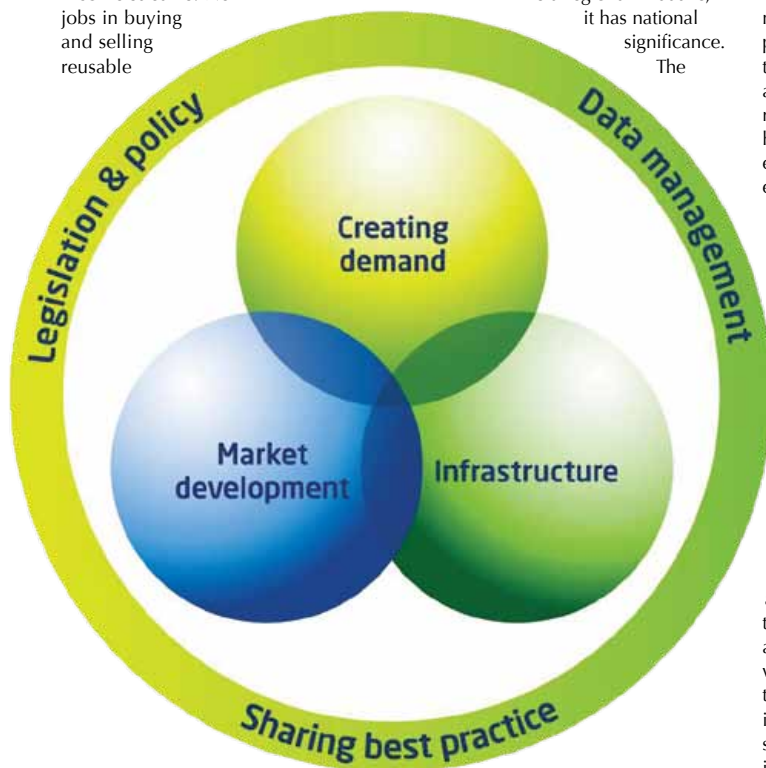 jobs in buying
and selling
reusable
it has national
significance.
The
Legislation & policy
Data management
Creating
demand
Market
development
Infrastructure
Sharing best practice